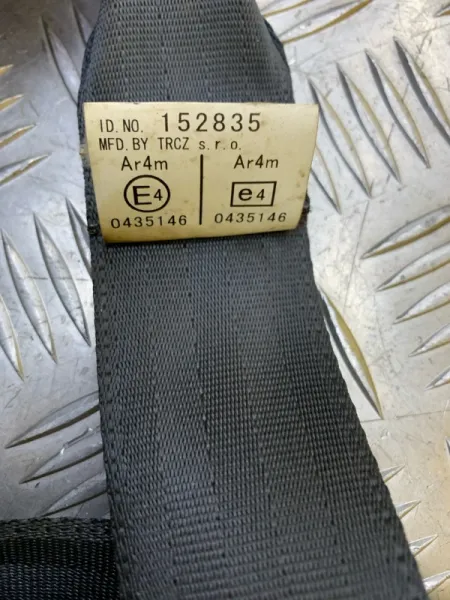 ID.NO. 152835
MFD.BY TRCZ s.r.o.
Ar4m Ar4m
E4 e4
0435146 0435146